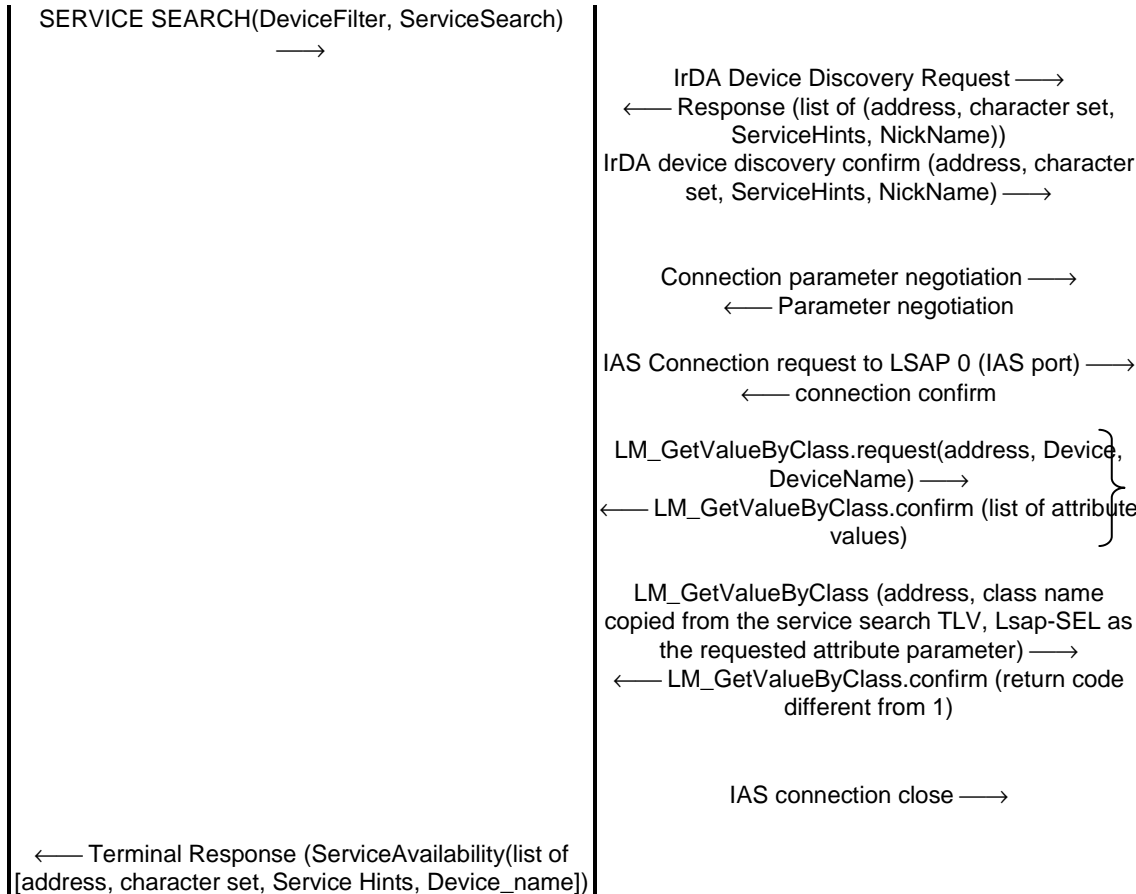 SERVICE SEARCH(DeviceFilter, ServiceSearch)
⟶
IrDA Device Discovery Request ⟶
⟵ Response (list of (address, character set,
ServiceHints, NickName))
IrDA device discovery confirm (address, character
set, ServiceHints, NickName) ⟶
Connection parameter negotiation ⟶
⟵ Parameter negotiation
IAS Connection request to LSAP 0 (IAS port) ⟶
⟵ connection confirm
LM_GetValueByClass.request(address, Device,
DeviceName) ⟶
⟵ LM_GetValueByClass.confirm (list of attribute
values)
LM_GetValueByClass (address, class name
copied from the service search TLV, Lsap-SEL as
the requested attribute parameter) ⟶
⟵ LM_GetValueByClass.confirm (return code
different from 1)
IAS connection close ⟶
⟵ Terminal Response (ServiceAvailability(list of
[address, character set, Service Hints, Device_name])